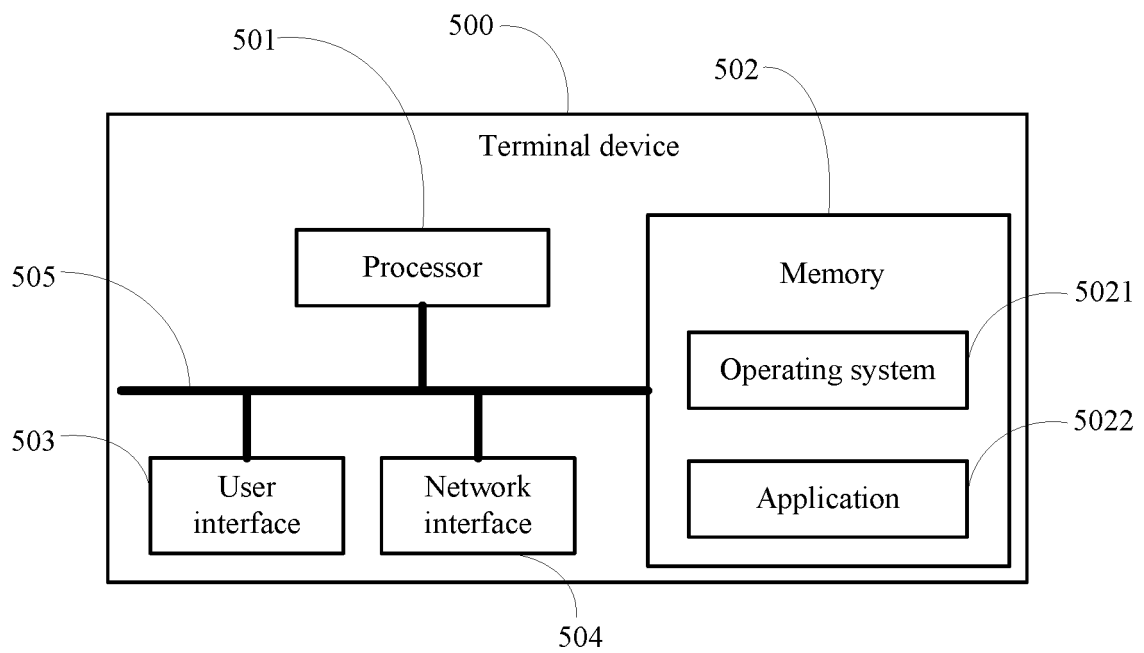 500
501
502
Terminal device
Processor
505
Memory
5021
Operating system
5022
503
User
interface
Network
interface
Application
504